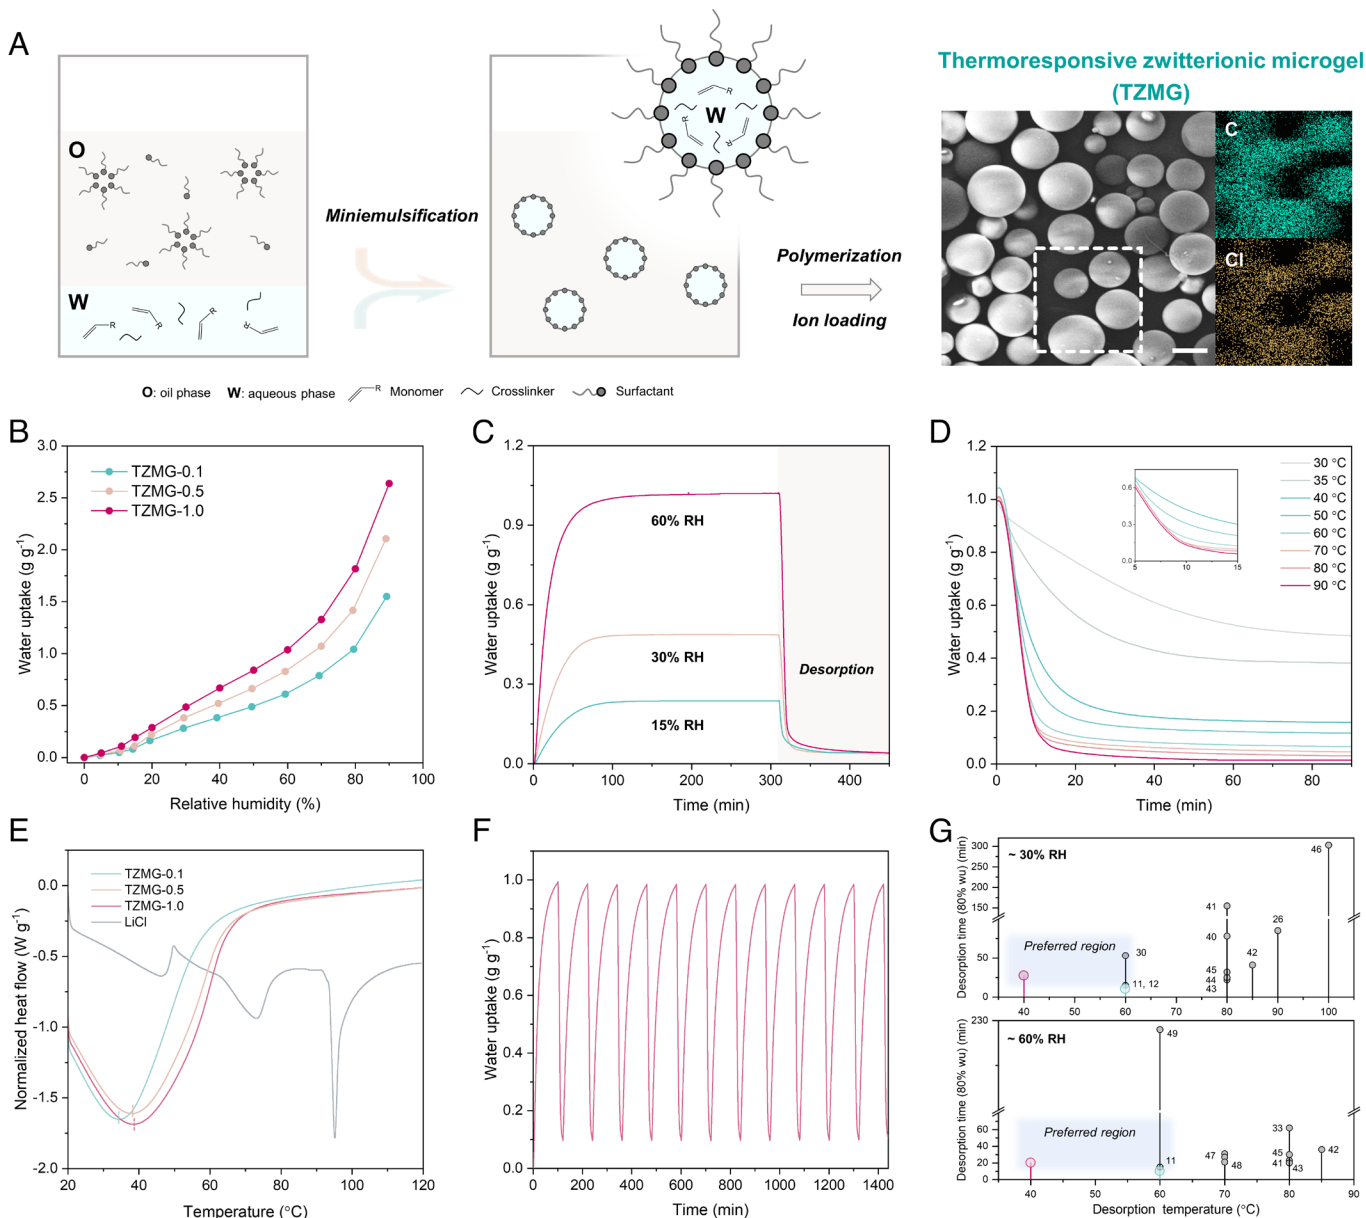 A
O
W
R
R
R
R
Miniemulsification
W
R
R
R
Polymerization
Ion loading
Thermoresponsive zwitterionic microgel
(TZMG)
C
Cl
O: oil phase W: aqueous phase R Monomer Crosslinker Surfactant
B
3.0
2.5
2.0
1.5
1.0
0.5
0.0
Water uptake (g g⁻¹)
TZMG-0.1
TZMG-0.5
TZMG-1.0
0 20 40 60 80 100
Relative humidity (%)
C
1.2
0.9
0.6
0.3
0.0
Water uptake (g g⁻¹)
60% RH
30% RH
15% RH
Desorption
0 100 200 300 400
Time (min)
D
1.2
1.0
0.8
0.6
0.4
0.2
0.0
Water uptake (g g⁻¹)
0.6
0.3
0.0
5 10 15
30 °C
35 °C
40 °C
50 °C
60 °C
70 °C
80 °C
90 °C
0 20 40 60 80
Time (min)
E
0.0
-0.5
-1.0
-1.5
-2.0
Normalized heat flow (W g⁻¹)
TZMG-0.1
TZMG-0.5
TZMG-1.0
LiCl
20 40 60 80 100 120
Temperature (°C)
F
1.0
0.8
0.6
0.4
0.2
0.0
Water uptake (g g⁻¹)
0 200 400 600 800 1000 1200 1400
Time (min)
G
Desorption time (80% wu) (min)
300
250
200
150
50
0
~ 30% RH
Preferred region
30
11, 12
41
40
45
44
43
42
26
46
40 50 60 70 80 90 100
Desorption time (80% wu) (min)
230
60
40
20
0
~ 60% RH
Preferred region
49
11
47
48
33
45
41
43
42
40 50 60 70 80 90
Desorption temperature (°C)